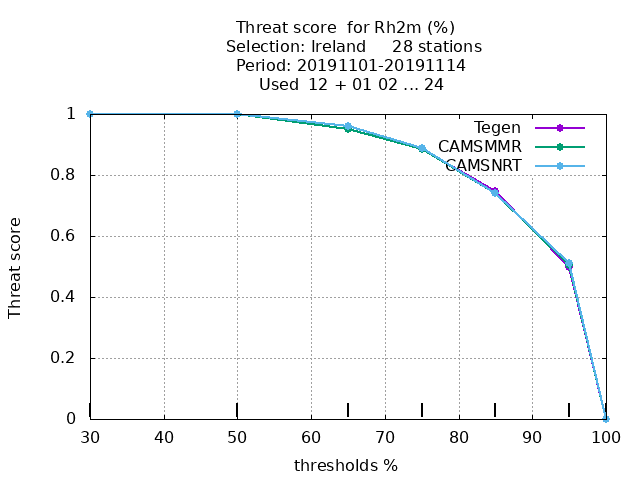 Threat score  for Rh2m (%)
Selection: Ireland     28 stations
Period: 20191101-20191114
Used  12 + 01 02 ... 24
Tegen
CAMSMMR
CAMSNRT
1
0.8
0.6
0.4
0.2
0
Threat score
30 40 50 60 70 80 90 100
thresholds %